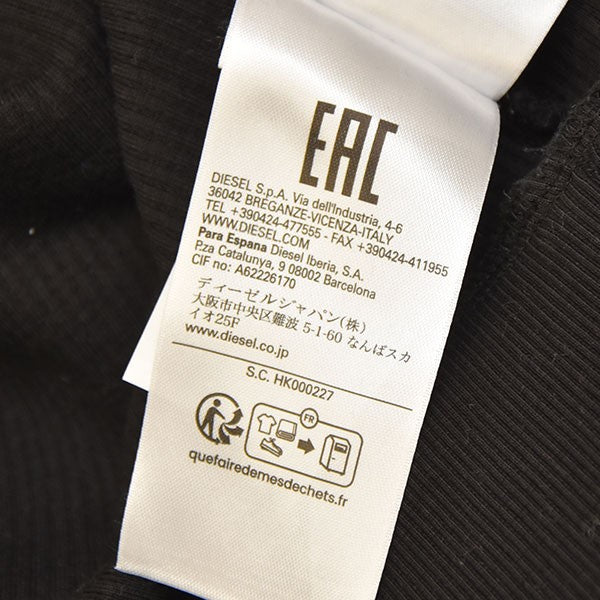 EAC
DIESEL S.p.A. Via dell'Industria, 4-6
36042 BREGANZE-VICENZA-ITALY
TEL +390424-477555 - FAX +390424-411955
WWW.DIESEL.COM
Para Espana Diesel Iberia, S.A.
P.za Catalunya, 9 08002 Barcelona
CIF no: A62226170
ディーゼルジャパン(株)
大阪市中央区難波 5-1-60 なんばスカ
イオ25F
www.diesel.co.jp
S.C. HK000227
FR
quefairedemesdechets.fr